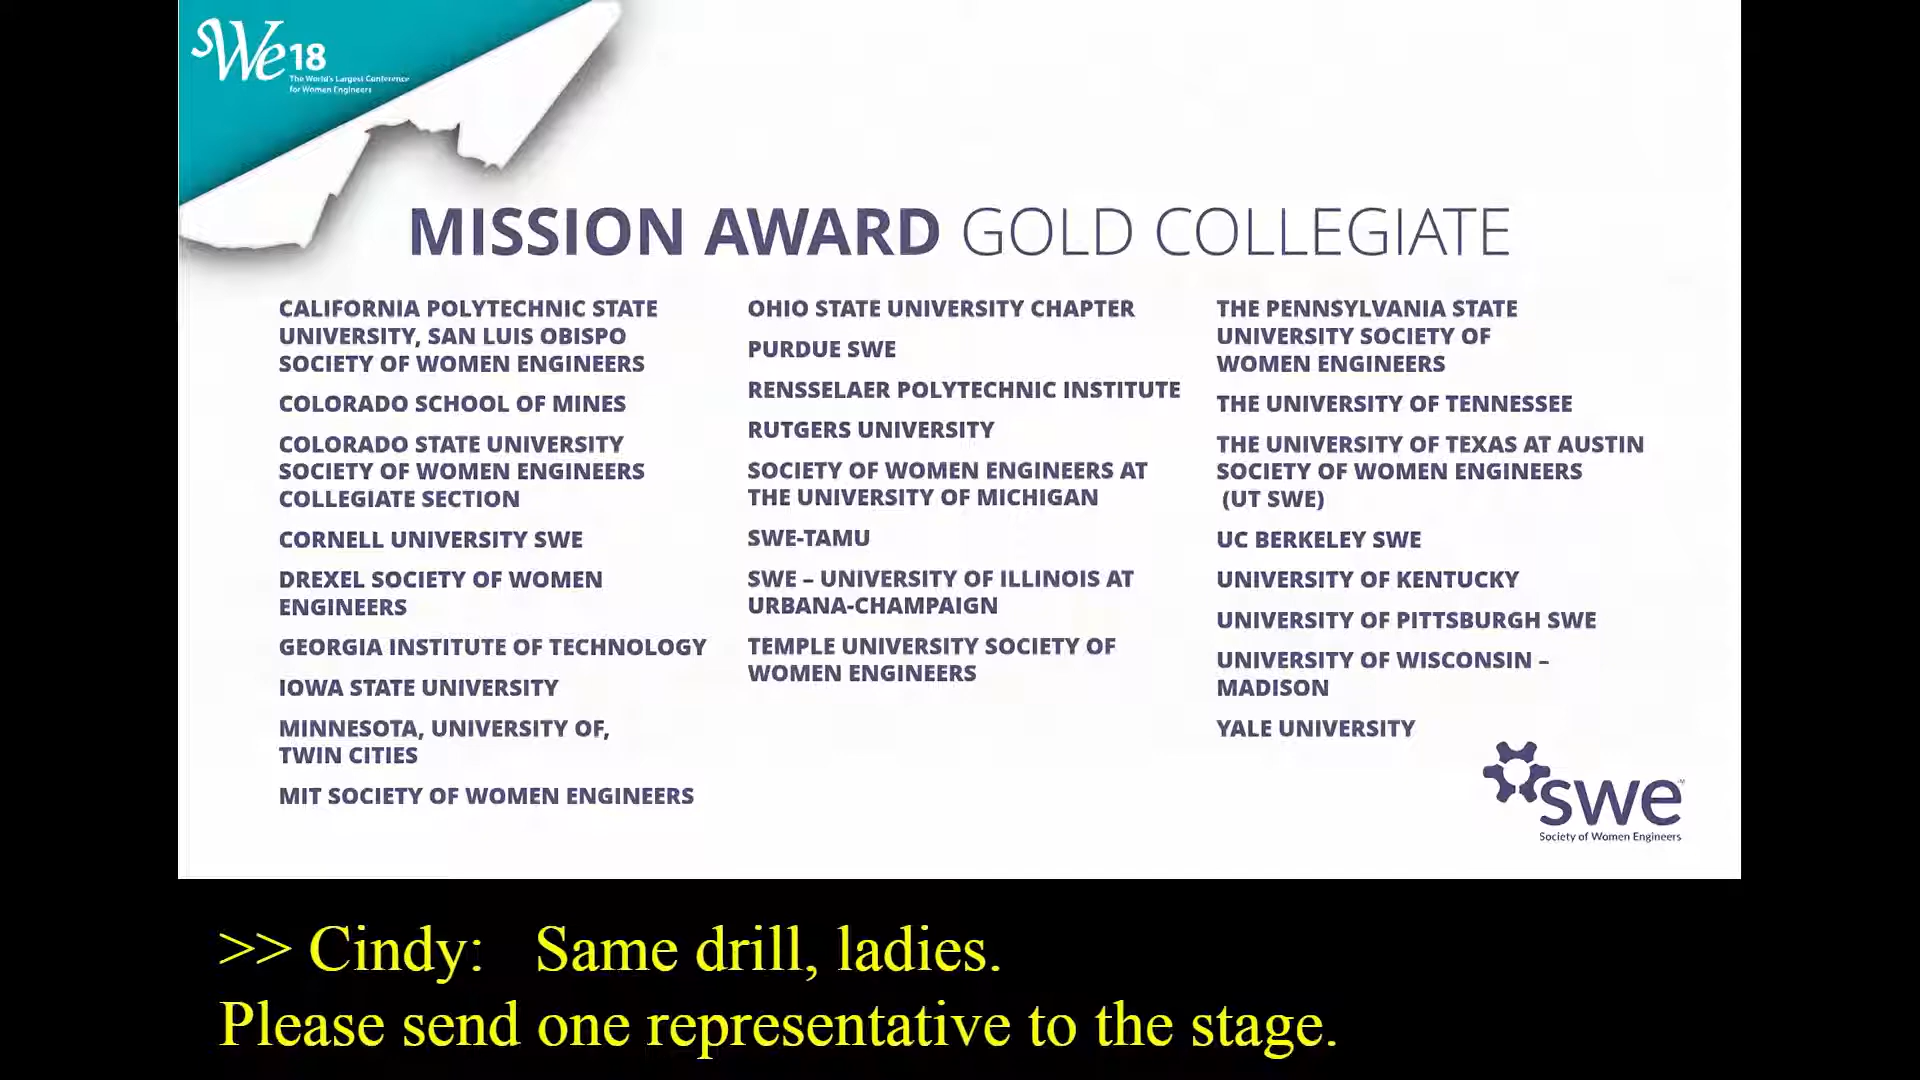 sWe18
The World's Largest Conference
for Women Engineers
MISSION AWARD GOLD COLLEGIATE
CALIFORNIA POLYTECHNIC STATE
UNIVERSITY, SAN LUIS OBISPO
SOCIETY OF WOMEN ENGINEERS
COLORADO SCHOOL OF MINES
COLORADO STATE UNIVERSITY
SOCIETY OF WOMEN ENGINEERS
COLLEGIATE SECTION
CORNELL UNIVERSITY SWE
DREXEL SOCIETY OF WOMEN
ENGINEERS
GEORGIA INSTITUTE OF TECHNOLOGY
IOWA STATE UNIVERSITY
MINNESOTA, UNIVERSITY OF,
TWIN CITIES
MIT SOCIETY OF WOMEN ENGINEERS
OHIO STATE UNIVERSITY CHAPTER
PURDUE SWE
RENSSELAER POLYTECHNIC INSTITUTE
RUTGERS UNIVERSITY
SOCIETY OF WOMEN ENGINEERS AT
THE UNIVERSITY OF MICHIGAN
SWE-TAMU
SWE – UNIVERSITY OF ILLINOIS AT
URBANA-CHAMPAIGN
TEMPLE UNIVERSITY SOCIETY OF
WOMEN ENGINEERS
THE PENNSYLVANIA STATE
UNIVERSITY SOCIETY OF
WOMEN ENGINEERS
THE UNIVERSITY OF TENNESSEE
THE UNIVERSITY OF TEXAS AT AUSTIN
SOCIETY OF WOMEN ENGINEERS
(UT SWE)
UC BERKELEY SWE
UNIVERSITY OF KENTUCKY
UNIVERSITY OF PITTSBURGH SWE
UNIVERSITY OF WISCONSIN –
MADISON
YALE UNIVERSITY
swe™
Society of Women Engineers
>> Cindy: Same drill, ladies.
Please send one representative to the stage.